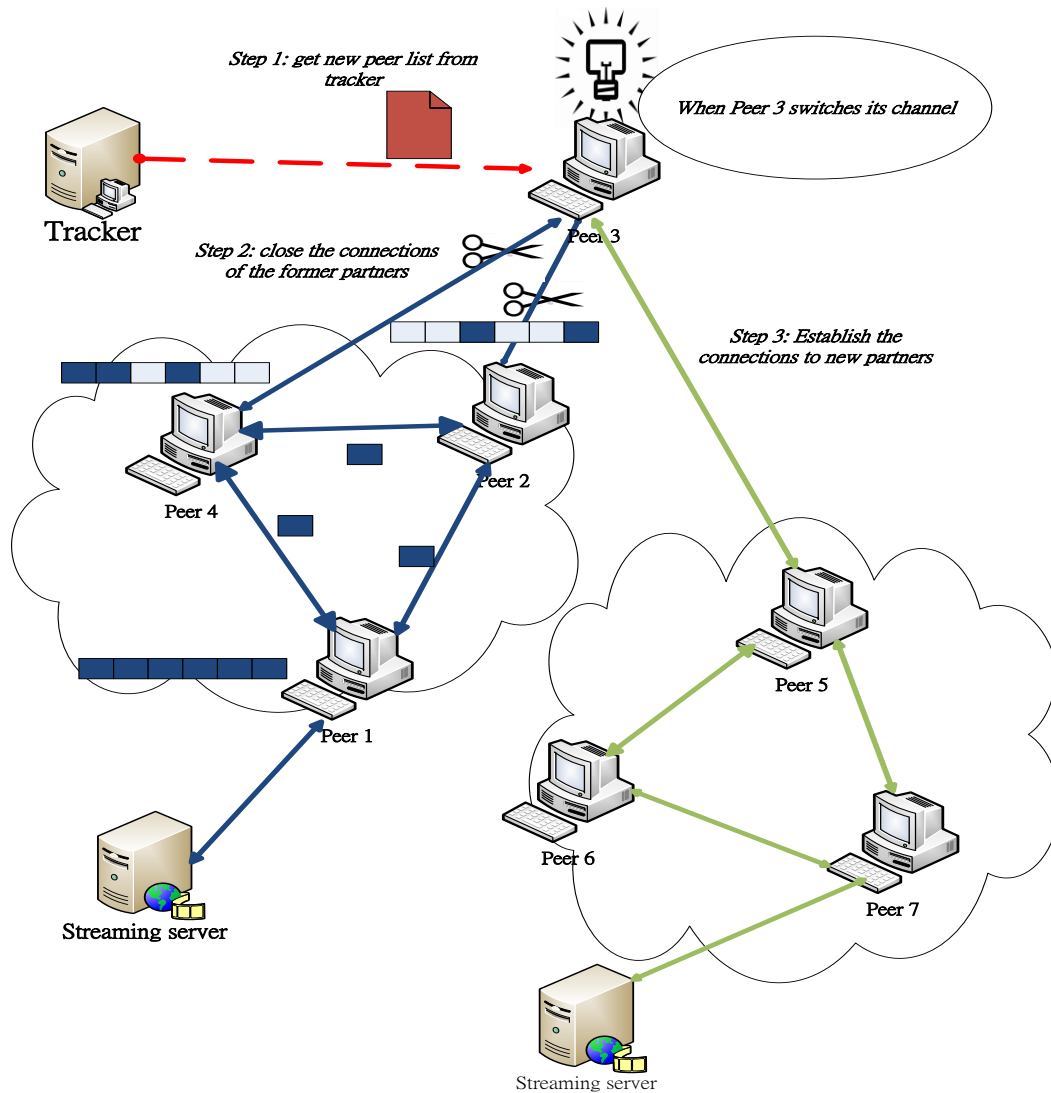 Step 1: get new peer list from
tracker
When Peer 3 switches its channel
Tracker
Peer 3
Step 2: close the connections
of the former partners
Step 3: Establish the
connections to new partners
Peer 2
Peer 4
Peer 5
Peer 1
Peer 6
Peer 7
Streaming server
Streaming server